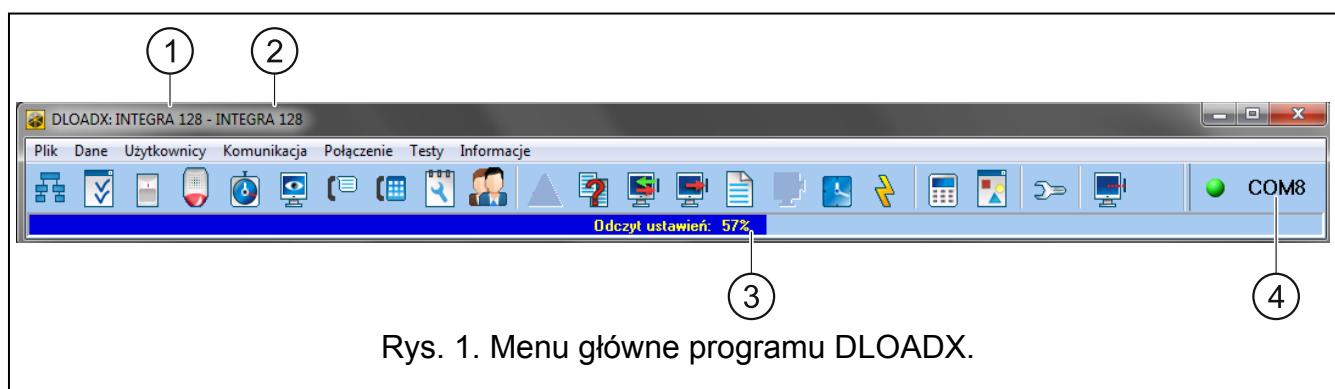 1 2
DLOADX: INTEGRA 128 - INTEGRA 128
Plik Dane Użytkownicy Komunikacja Połączenie Testy Informacje
COM8
Odczyt ustawień: 57%
3 4
Rys. 1. Menu główne programu DLOADX.